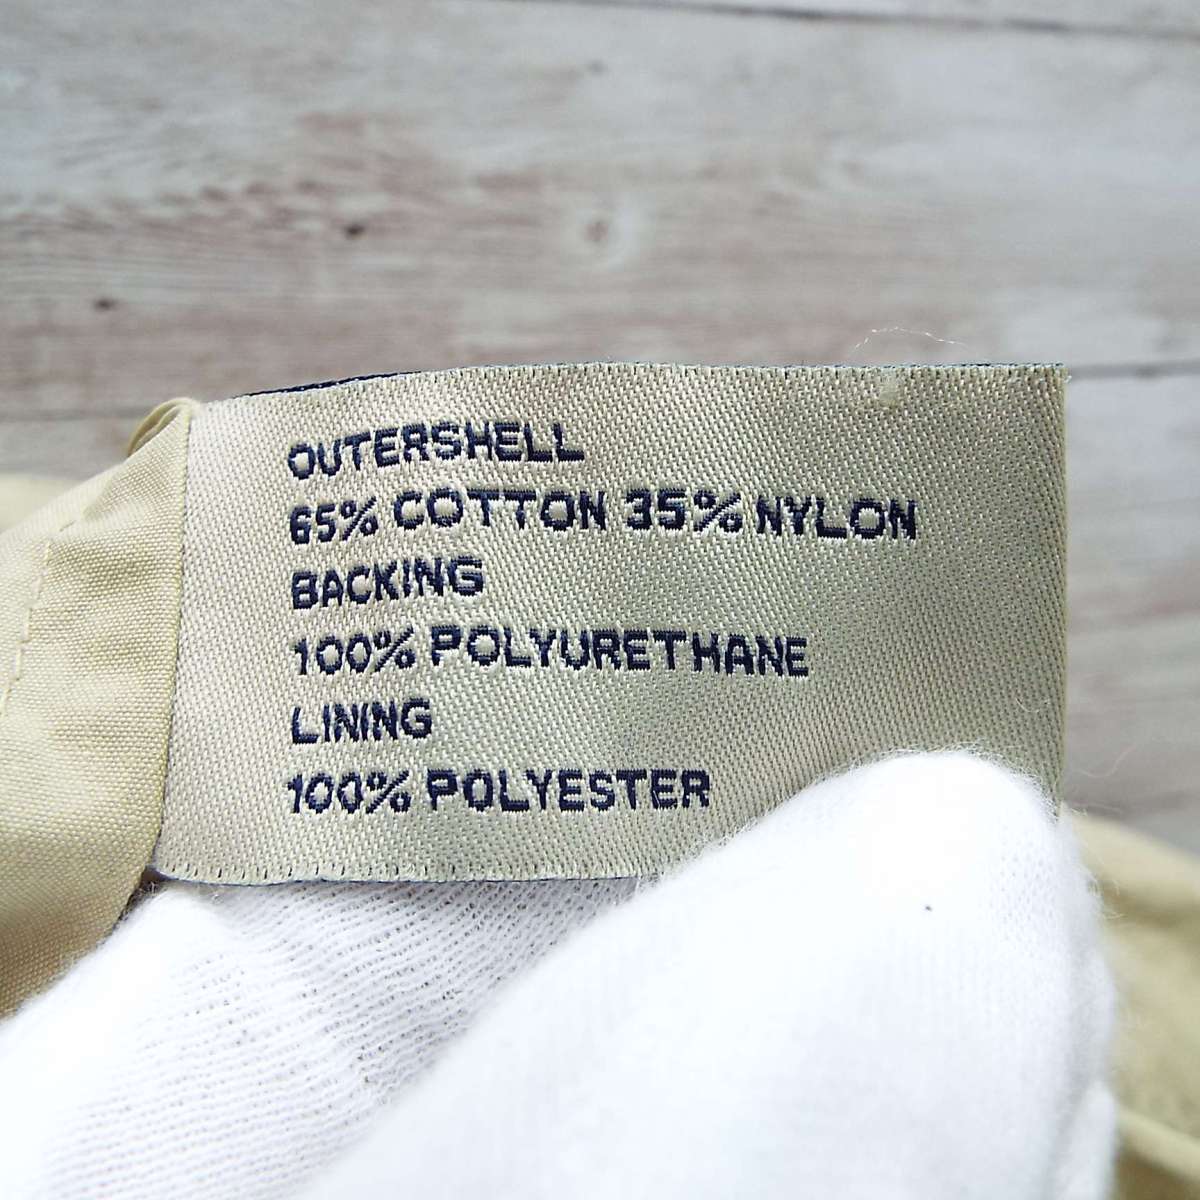 OUTERSHELL
65% COTTON 35% NYLON
BACKING
100% POLYURETHANE
LINING
100% POLYESTER